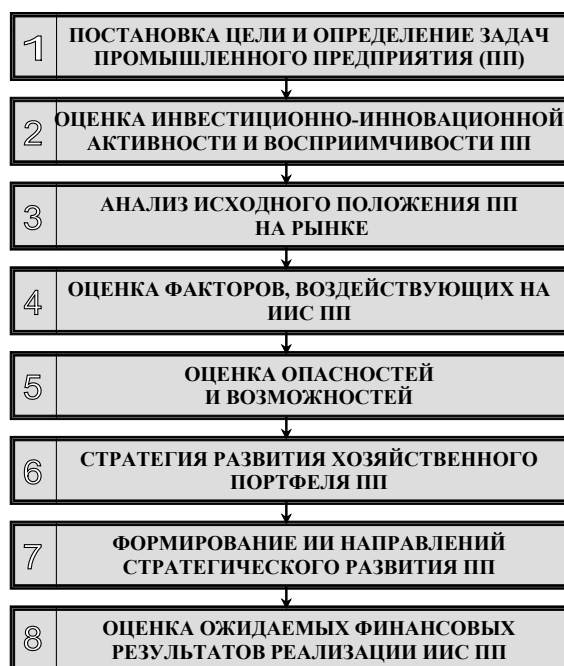 1
ПОСТАНОВКА ЦЕЛИ И ОПРЕДЕЛЕНИЕ ЗАДАЧ
ПРОМЫШЛЕННОГО ПРЕДПРИЯТИЯ (ПП)
2
ОЦЕНКА ИНВЕСТИЦИОННО-ИННОВАЦИОННОЙ
АКТИВНОСТИ И ВОСПРИИМЧИВОСТИ ПП
3
АНАЛИЗ ИСХОДНОГО ПОЛОЖЕНИЯ ПП
НА РЫНКЕ
4
ОЦЕНКА ФАКТОРОВ, ВОЗДЕЙСТВУЮЩИХ НА
ИИС ПП
5
ОЦЕНКА ОПАСНОСТЕЙ
И ВОЗМОЖНОСТЕЙ
6
СТРАТЕГИЯ РАЗВИТИЯ ХОЗЯЙСТВЕННОГО
ПОРТФЕЛЯ ПП
7
ФОРМИРОВАНИЕ ИИ НАПРАВЛЕНИЙ
СТРАТЕГИЧЕСКОГО РАЗВИТИЯ ПП
8
ОЦЕНКА ОЖИДАЕМЫХ ФИНАНСОВЫХ
РЕЗУЛЬТАТОВ РЕАЛИЗАЦИИ ИИС ПП